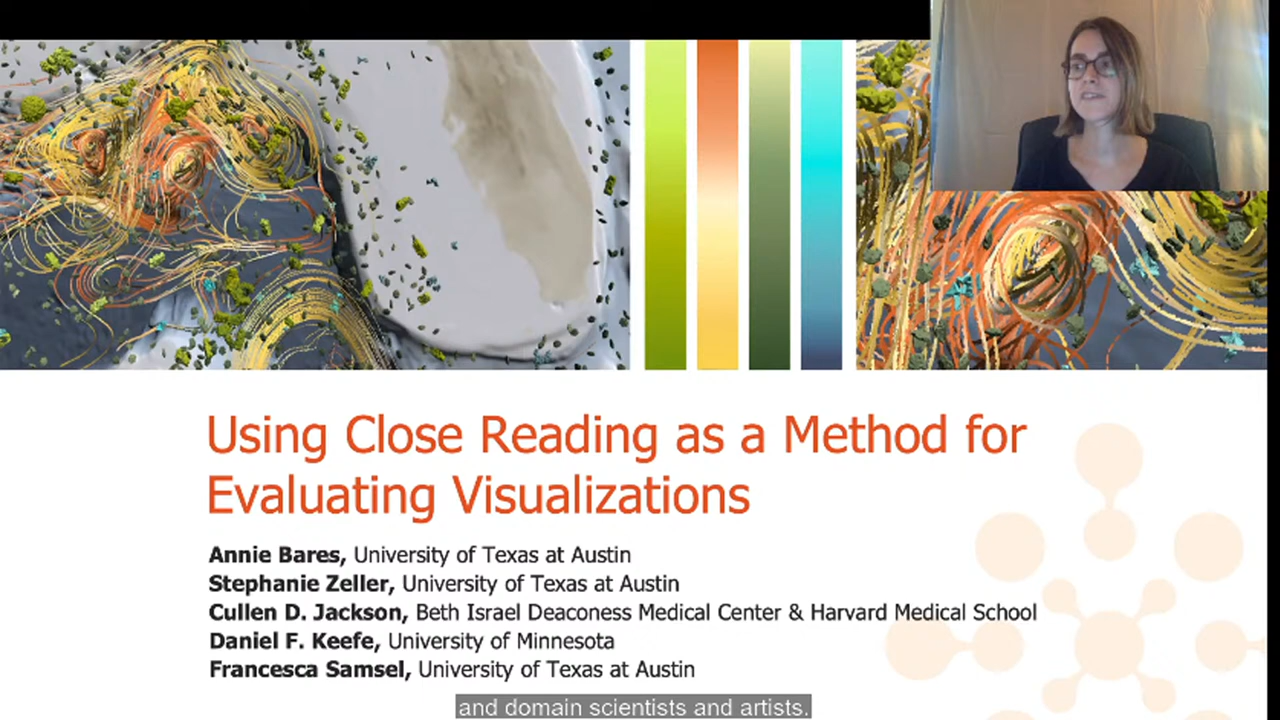 Using Close Reading as a Method for
Evaluating Visualizations
Annie Bares, University of Texas at Austin
Stephanie Zeller, University of Texas at Austin
Cullen D. Jackson, Beth Israel Deaconess Medical Center & Harvard Medical School
Daniel F. Keefe, University of Minnesota
Francesca Samsel, University of Texas at Austin
and domain scientists and artists.